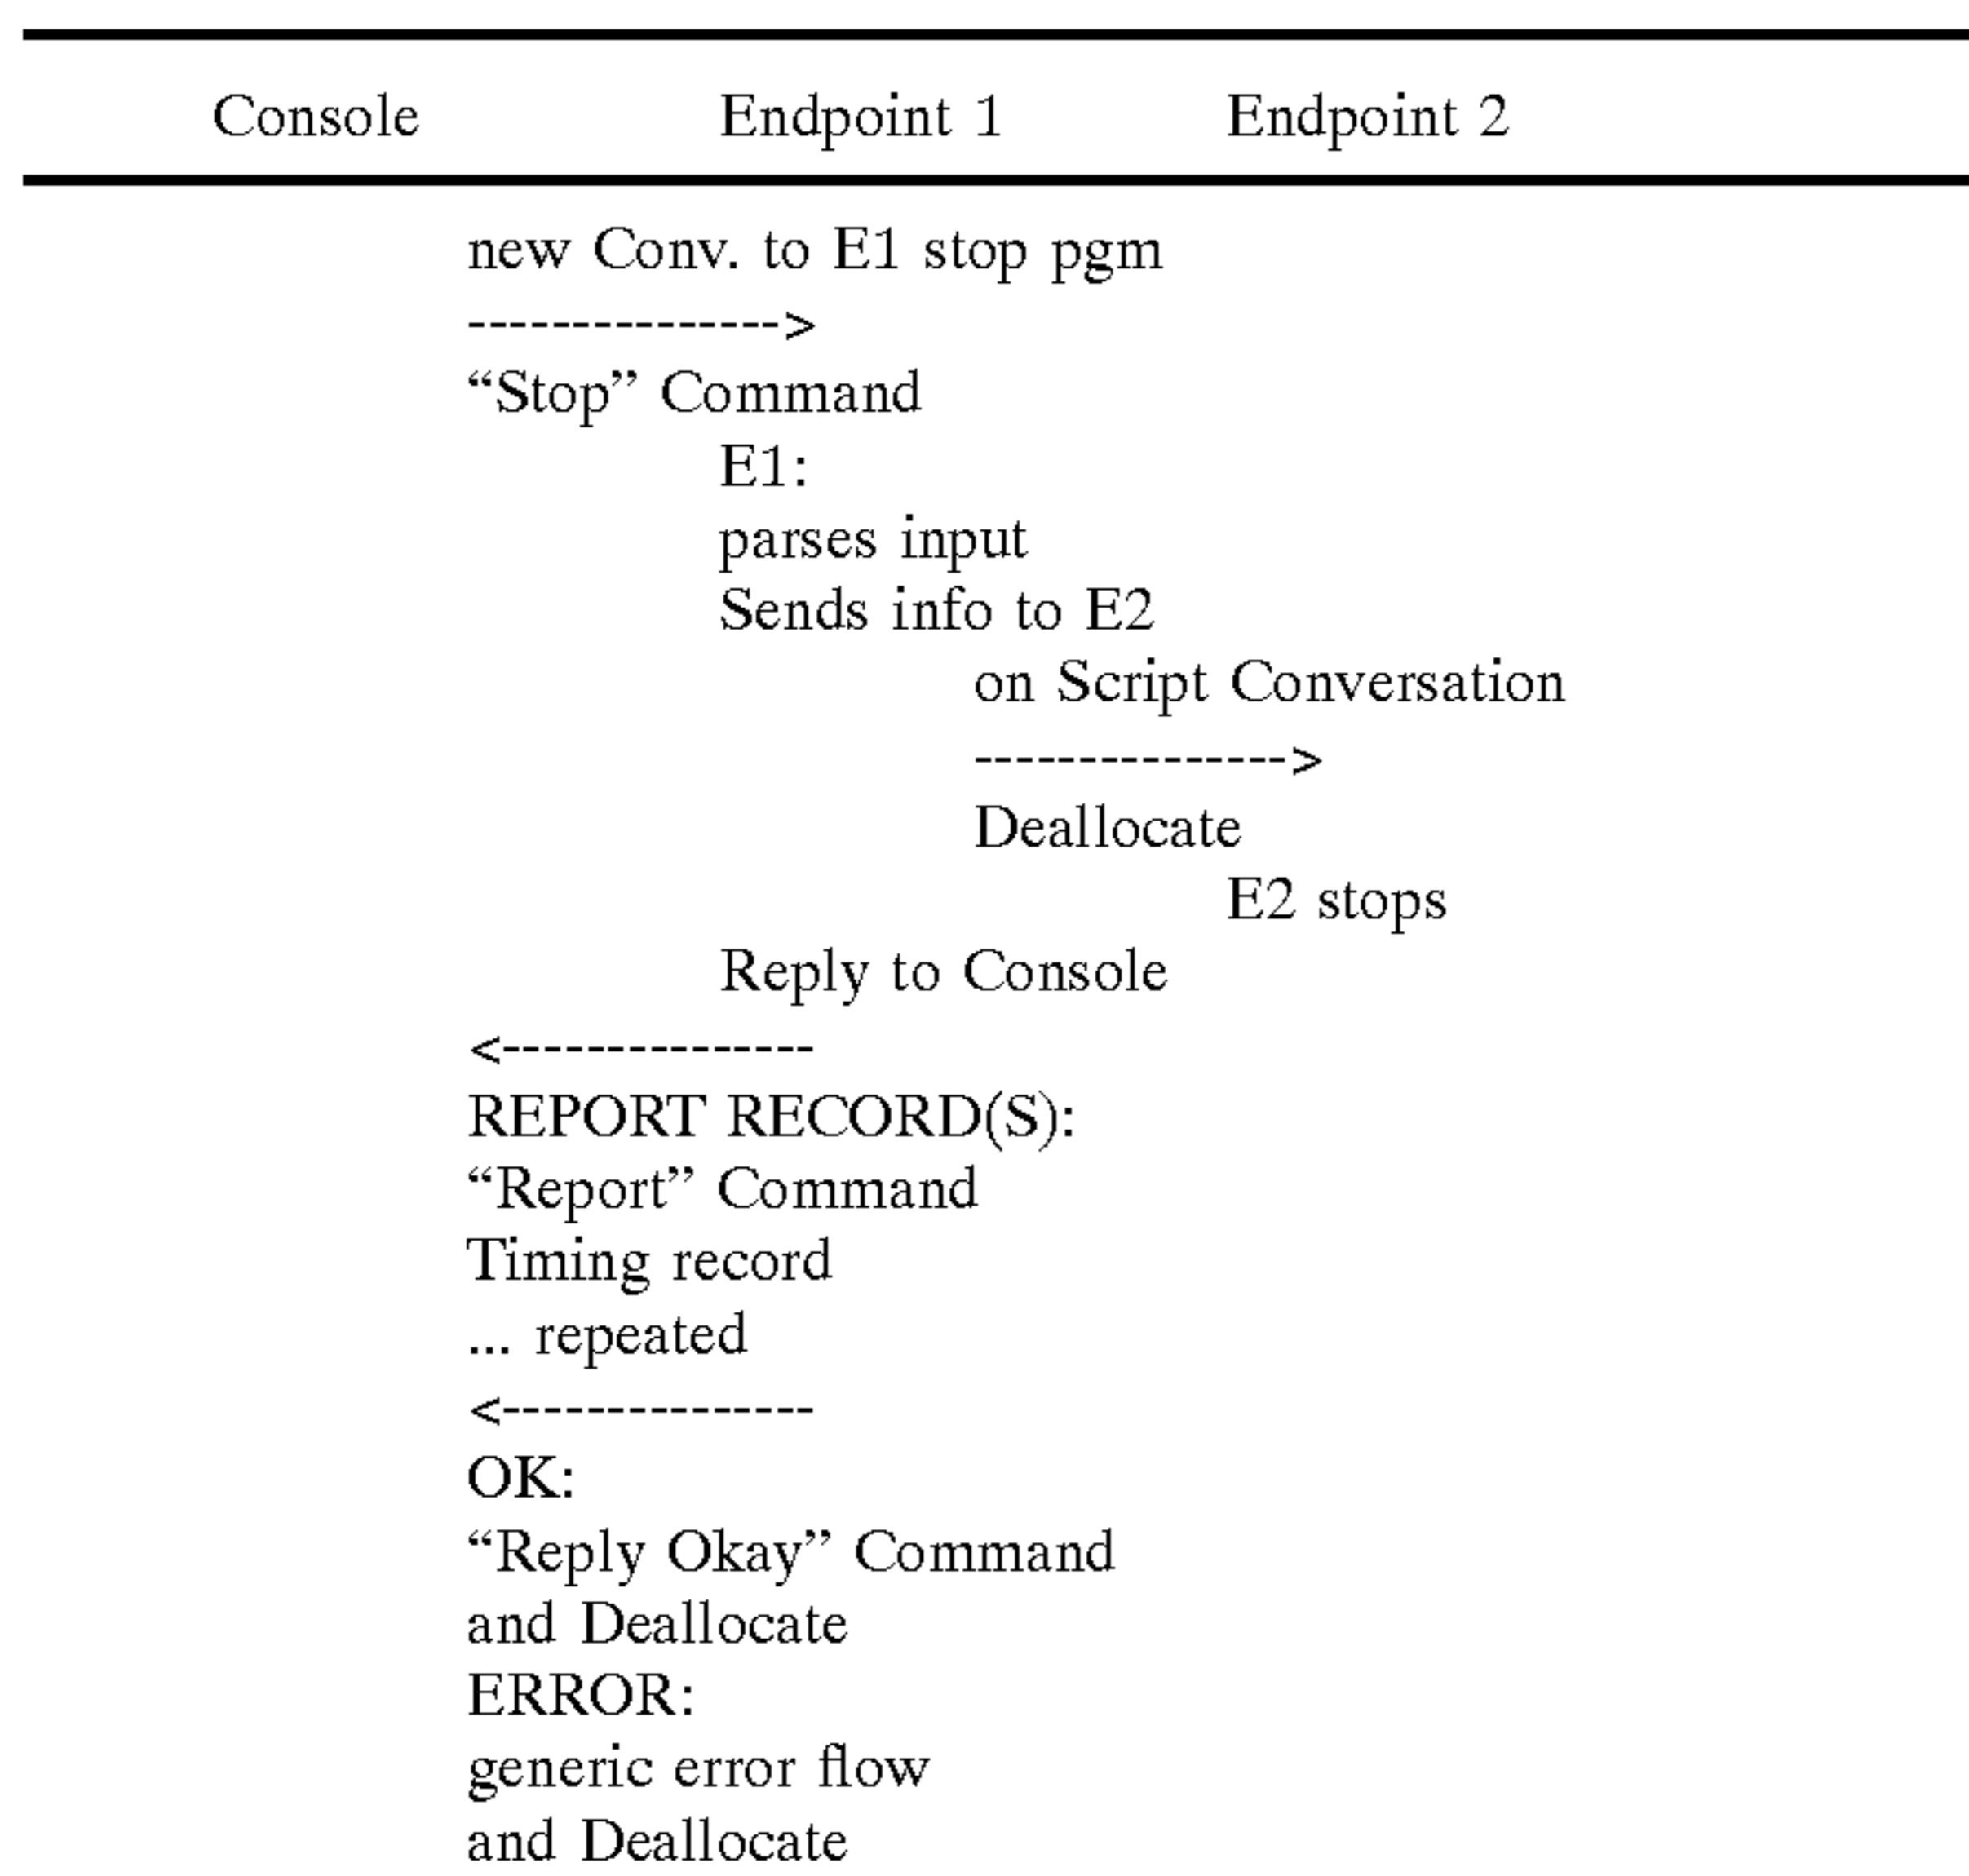 Console Endpoint 1 Endpoint 2
new Conv. to E1 stop pgm
--------------->
“Stop” Command
E1:
parses input
Sends info to E2
on Script Conversation
--------------->
Deallocate
E2 stops
Reply to Console
<---------------
REPORT RECORD(S):
“Report” Command
Timing record
... repeated
<---------------
OK:
“Reply Okay” Command
and Deallocate
ERROR:
generic error flow
and Deallocate